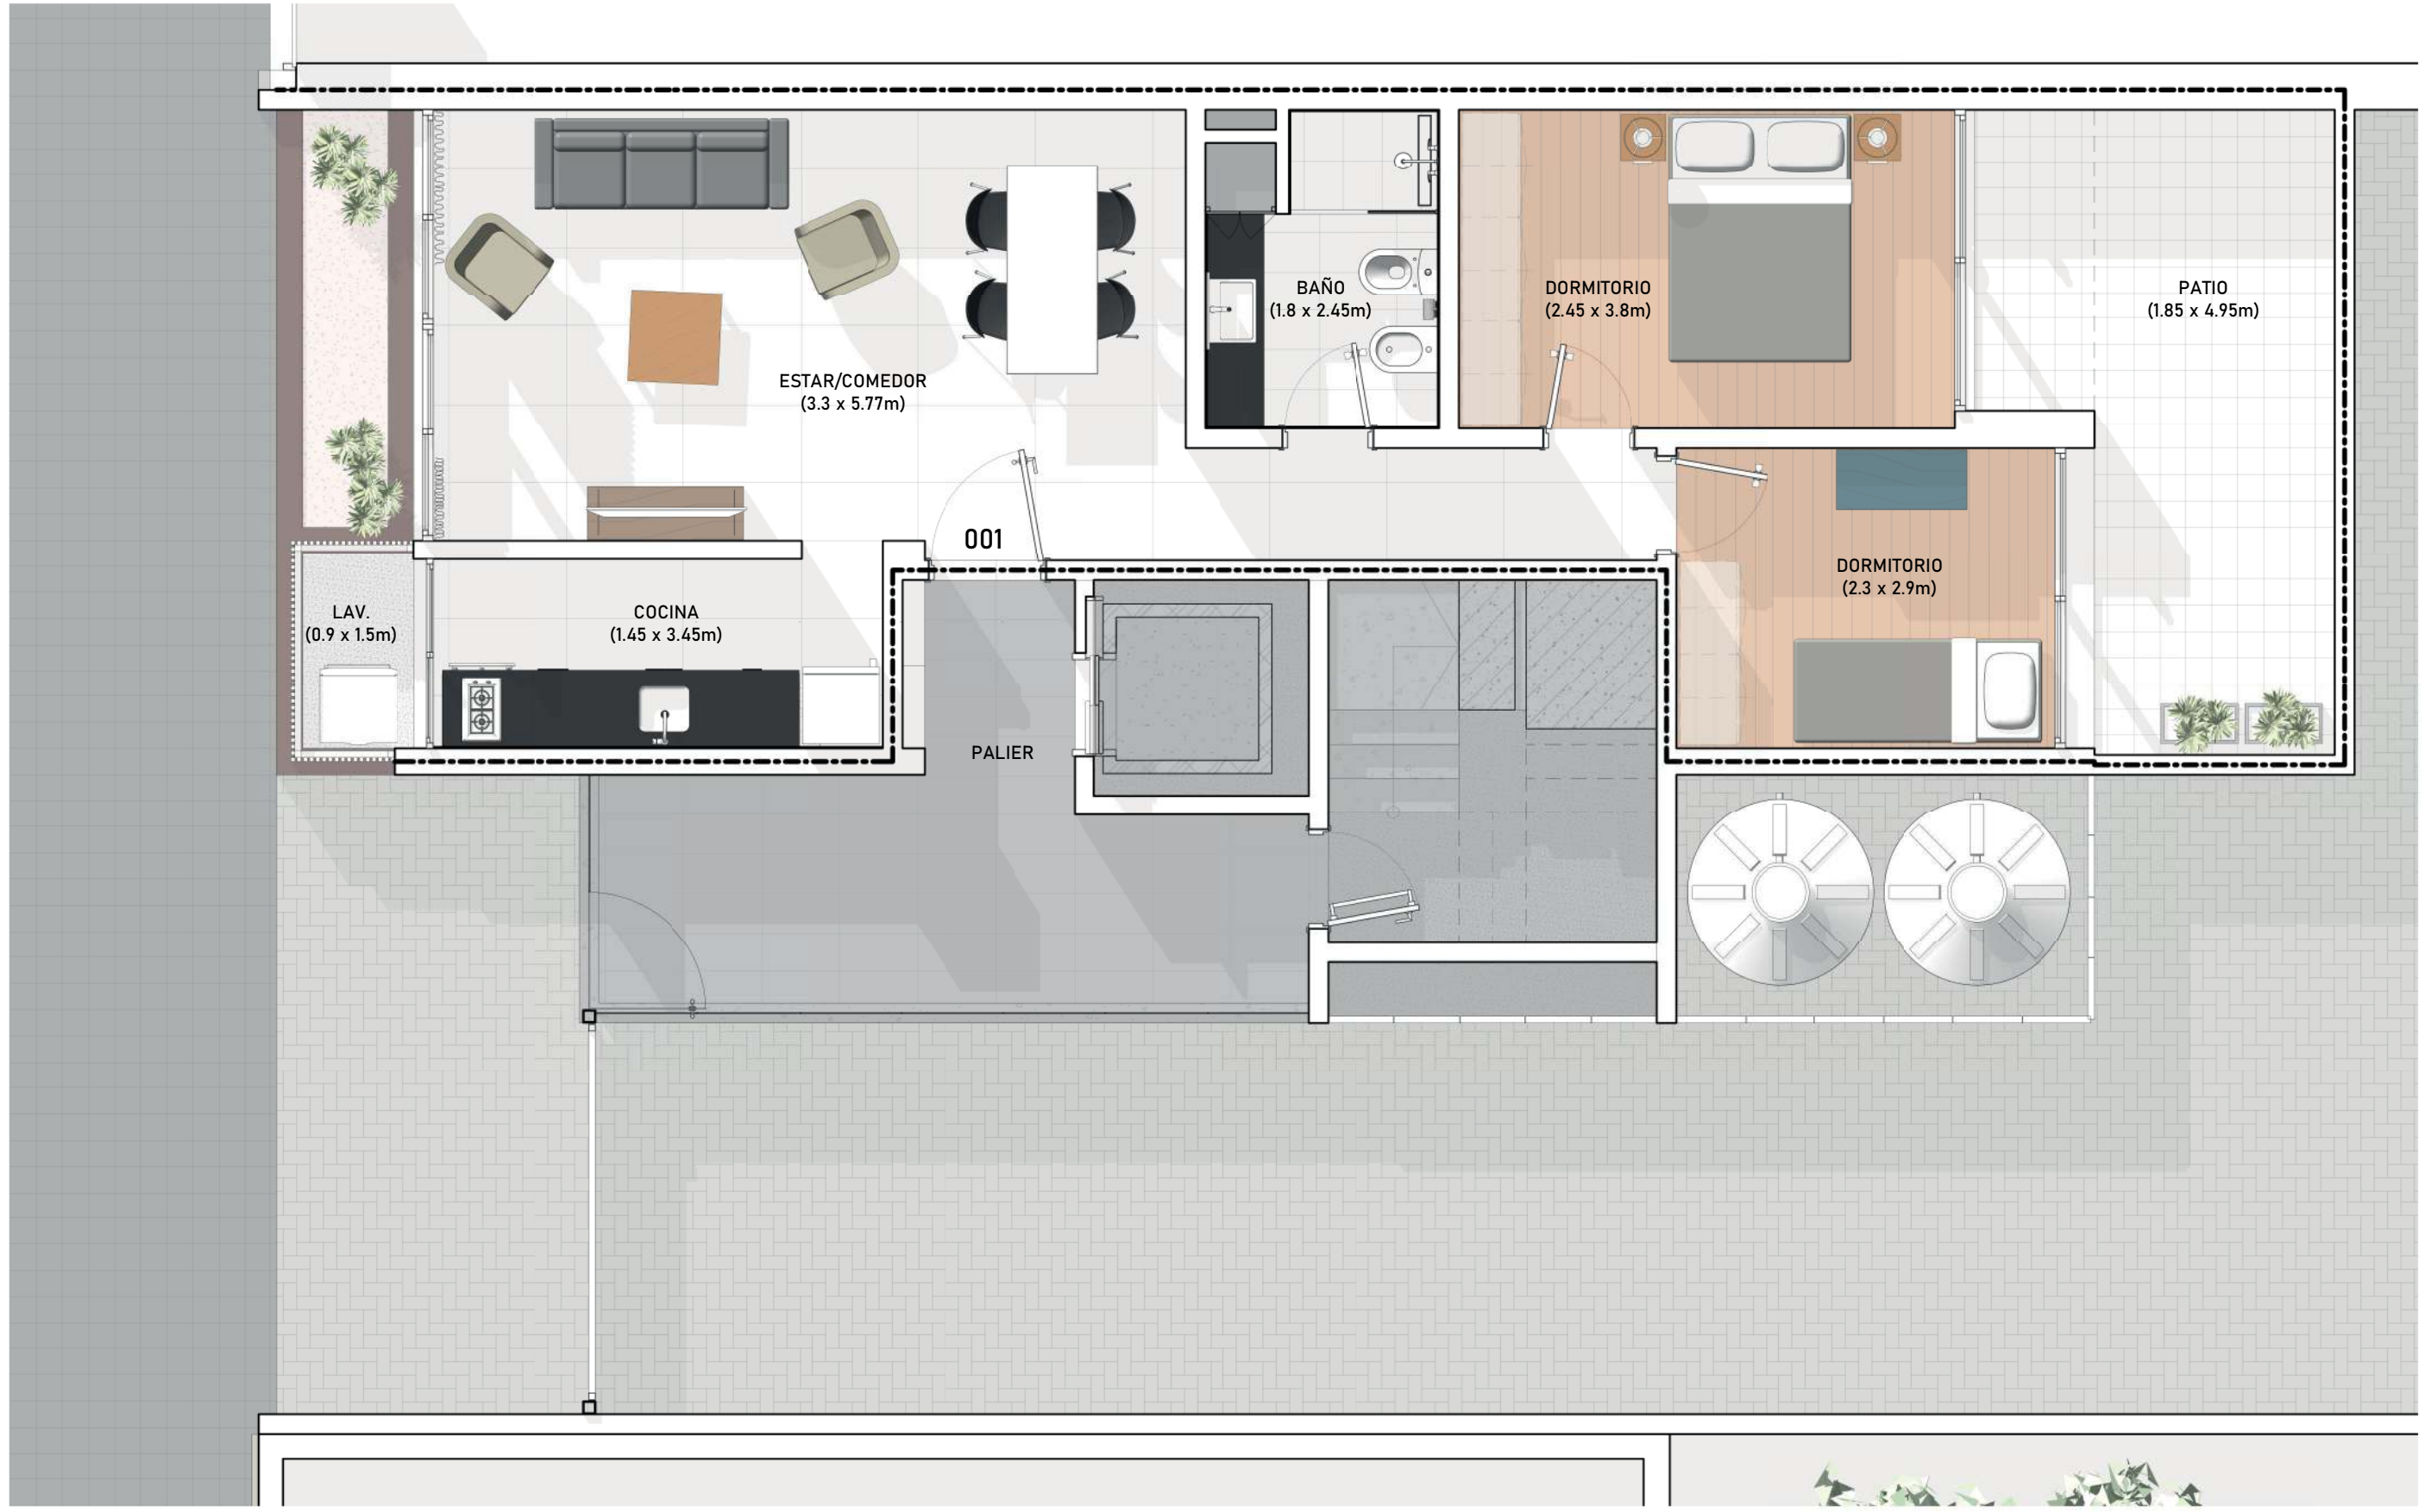 BAÑO
(1.8 x 2.45m)
DORMITORIO
(2.45 x 3.8m)
PATIO
(1.85 x 4.95m)
ESTAR/COMEDOR
(3.3 x 5.77m)
001
DORMITORIO
(2.3 x 2.9m)
LAV.
(0.9 x 1.5m)
COCINA
(1.45 x 3.45m)
PALIER